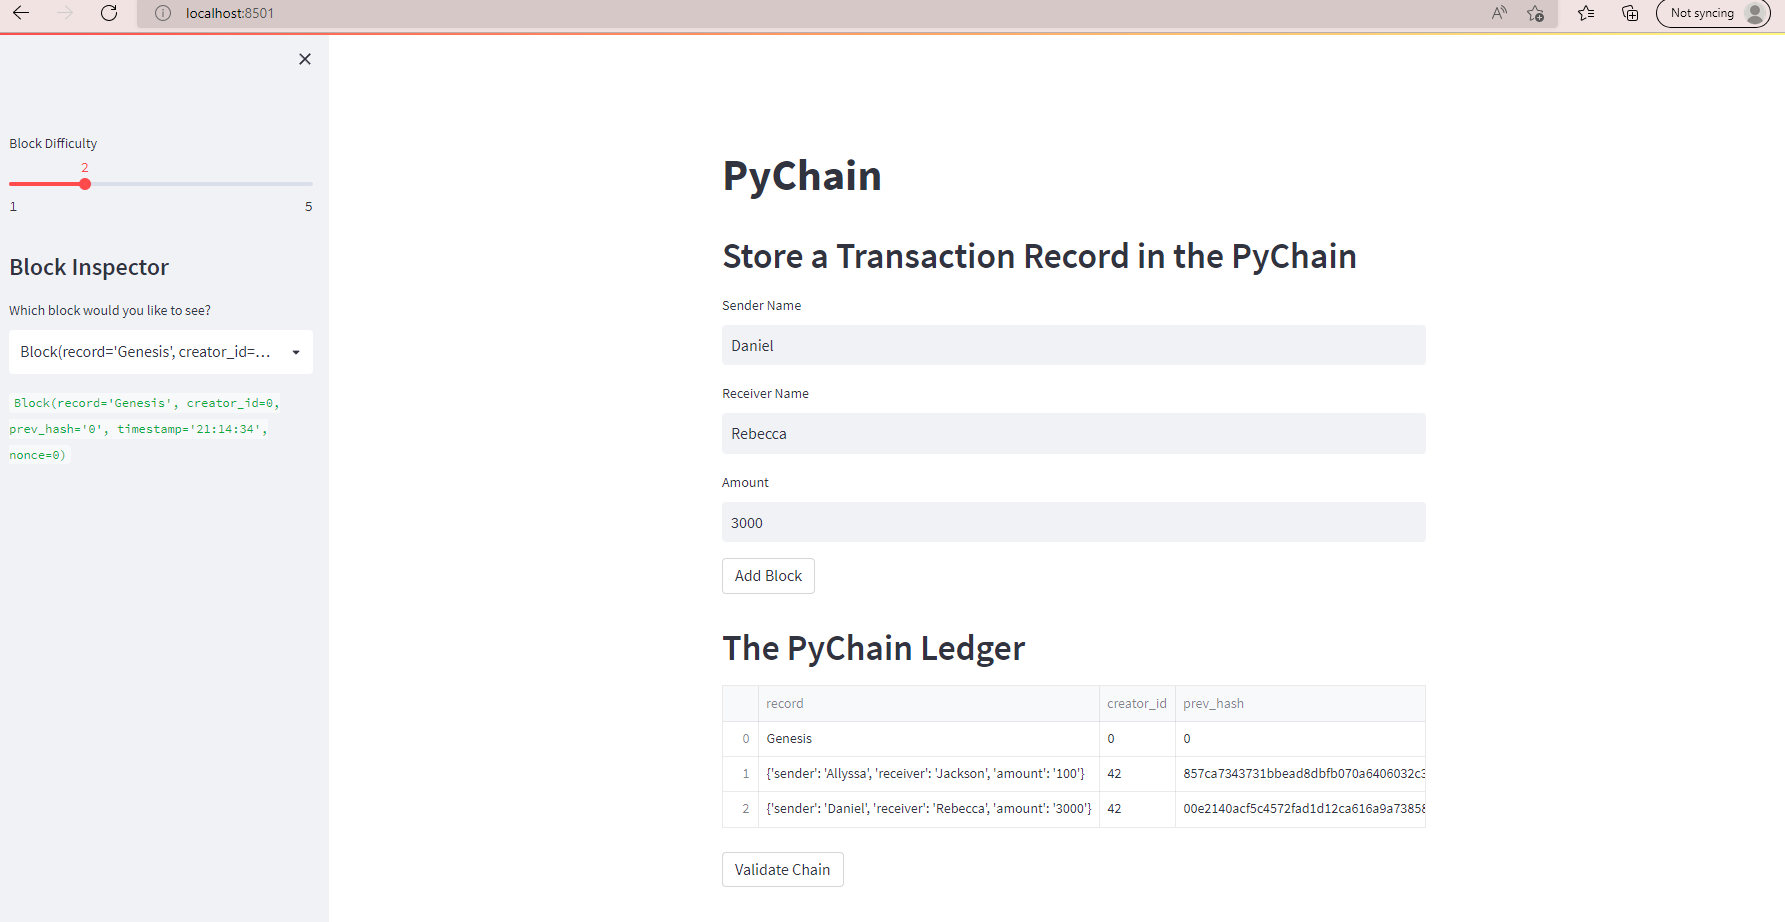 localhost:8501
Not syncing
Block Difficulty
2
1 5
Block Inspector
Which block would you like to see?
Block(record='Genesis', creator_id=...
Block(record='Genesis', creator_id=0,
prev_hash='0', timestamp='21:14:34',
nonce=0)
PyChain
Store a Transaction Record in the PyChain
Sender Name
Daniel
Receiver Name
Rebecca
Amount
3000
Add Block
The PyChain Ledger
record creator_id prev_hash
0 Genesis 0 0
1 {'sender': 'Allyssa', 'receiver': 'Jackson', 'amount': '100'} 42 857ca7343731bbead8dbfb070a6406032c3
2 {'sender': 'Daniel', 'receiver': 'Rebecca', 'amount': '3000'} 42 00e2140acf5c4572fad1d12ca616a9a73858
Validate Chain